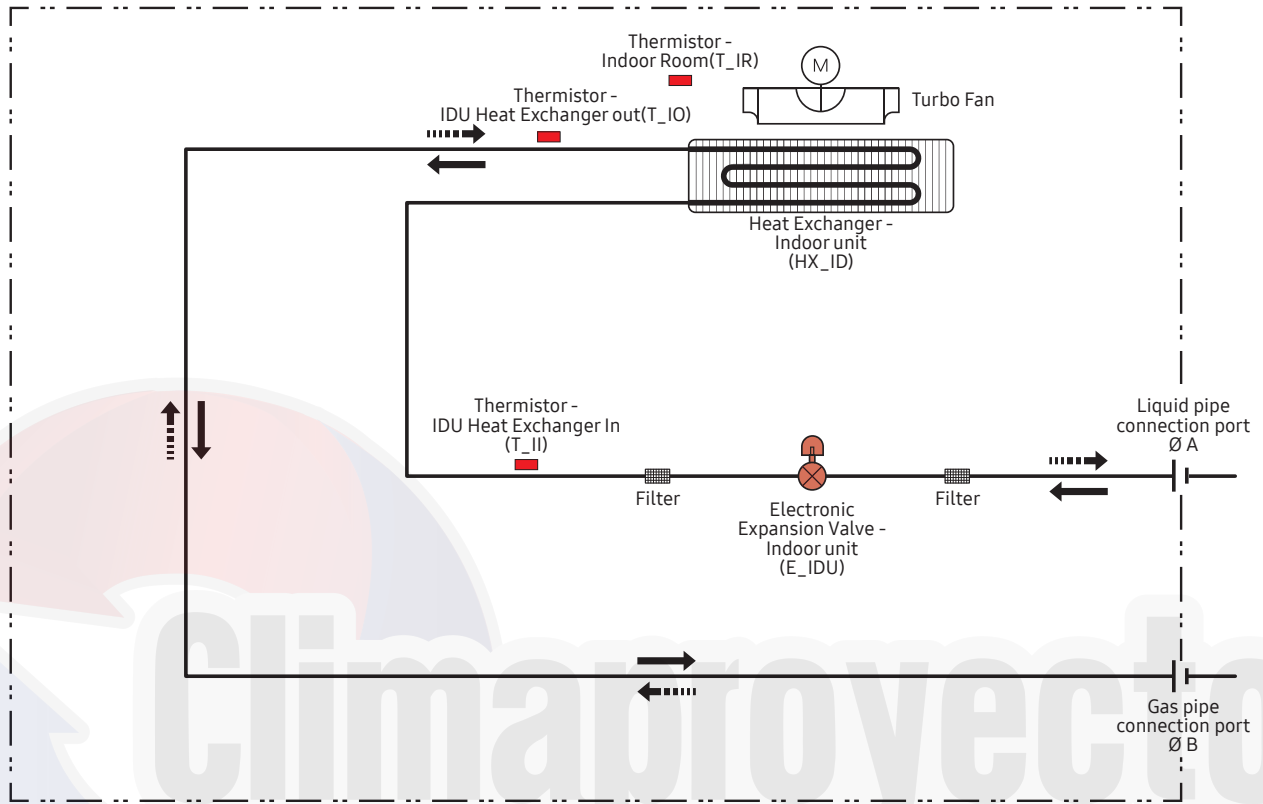 Thermistor -
Indoor Room(T_IR)
M
Turbo Fan
Thermistor -
IDU Heat Exchanger out(T_IO)
Heat Exchanger -
Indoor unit
(HX_ID)
Thermistor -
IDU Heat Exchanger In
(T_II)
Filter
Electronic
Expansion Valve -
Indoor unit
(E_IDU)
Filter
Liquid pipe
connection port
Ø A
Gas pipe
connection port
Ø B
Climaproyecto